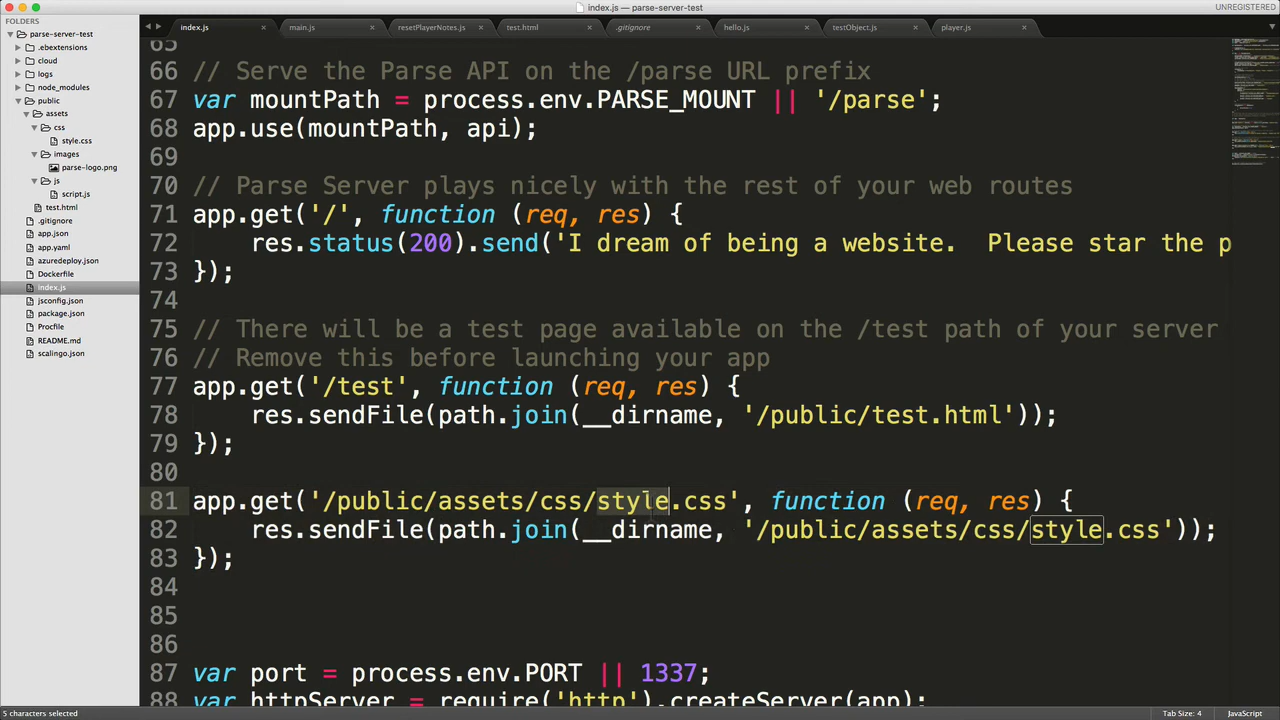 index.js — parse-server-test
UNREGISTERED
FOLDERS
parse-server-test
.ebextensions
cloud
logs
node_modules
public
assets
css
style.css
images
parse-logo.png
js
script.js
test.html
.gitignore
app.json
app.yaml
azuredeploy.json
Dockerfile
index.js
jsconfig.json
package.json
Procfile
README.md
scalingo.json
index.js
main.js
resetPlayerNotes.js
test.html
.gitignore
hello.js
testObject.js
player.js
65
66 // Serve the Parse API on the /parse URL prefix
67 var mountPath = process.env.PARSE_MOUNT || '/parse';
68 app.use(mountPath, api);
69
70 // Parse Server plays nicely with the rest of your web routes
71 app.get('/', function (req, res) {
72 res.status(200).send('I dream of being a website.  Please star the p
73 });
74
75 // There will be a test page available on the /test path of your server
76 // Remove this before launching your app
77 app.get('/test', function (req, res) {
78 res.sendFile(path.join(__dirname, '/public/test.html'));
79 });
80
81 app.get('/public/assets/css/style.css', function (req, res) {
82 res.sendFile(path.join(__dirname, '/public/assets/css/style.css'));
83 });
84
85
86
87 var port = process.env.PORT || 1337;
88 var httpServer = require('http').createServer(app);
5 characters selected
Tab Size: 4
JavaScript